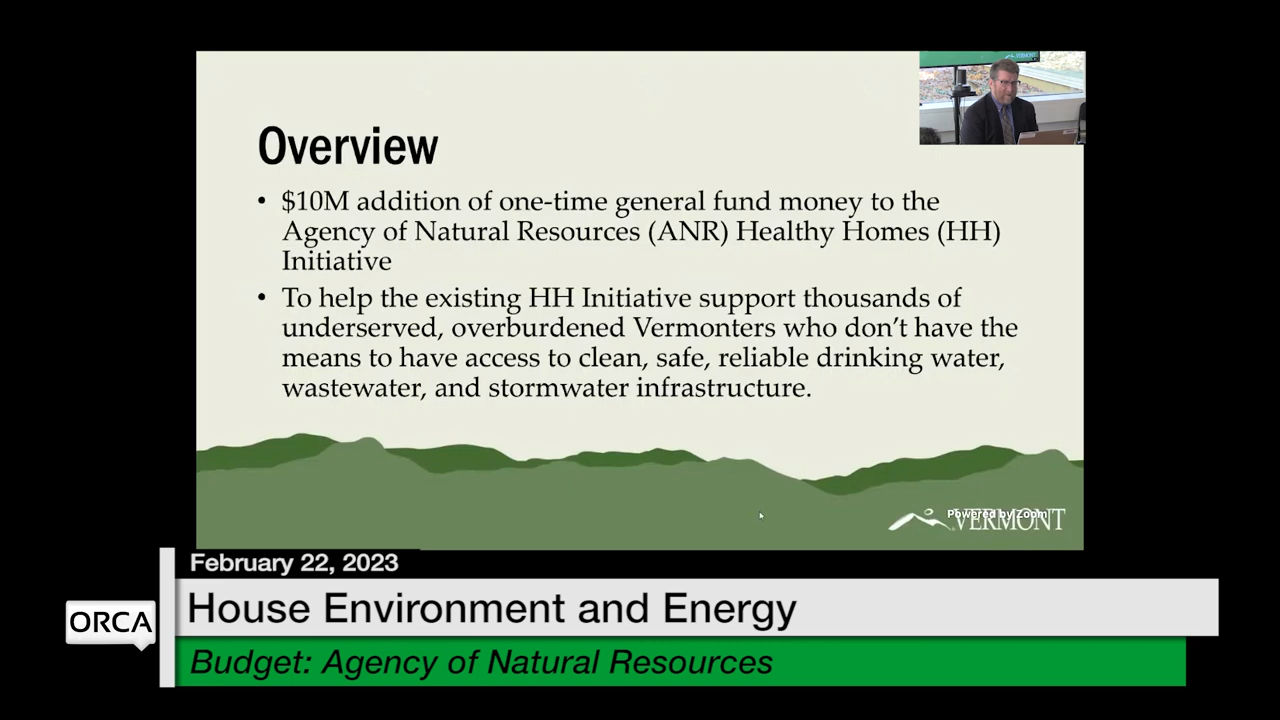 Overview
• $10M addition of one-time general fund money to the
Agency of Natural Resources (ANR) Healthy Homes (HH)
Initiative
• To help the existing HH Initiative support thousands of
underserved, overburdened Vermonters who don’t have the
means to have access to clean, safe, reliable drinking water,
wastewater, and stormwater infrastructure.
Powered by Zoom
VERMONT
February 22, 2023
ORCA
House Environment and Energy
Budget: Agency of Natural Resources